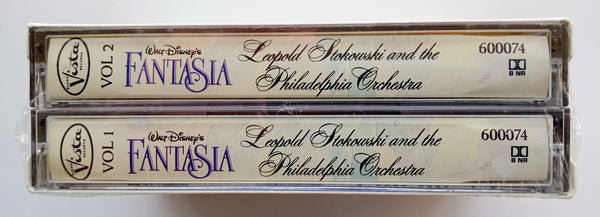 Vista
VOL 2
WALT DISNEY'S
FANTASIA
Leopold Stokowski and the
Philadelphia Orchestra
600074
B NR
Vista
VOL 1
WALT DISNEY'S
FANTASIA
Leopold Stokowski and the
Philadelphia Orchestra
600074
B NR